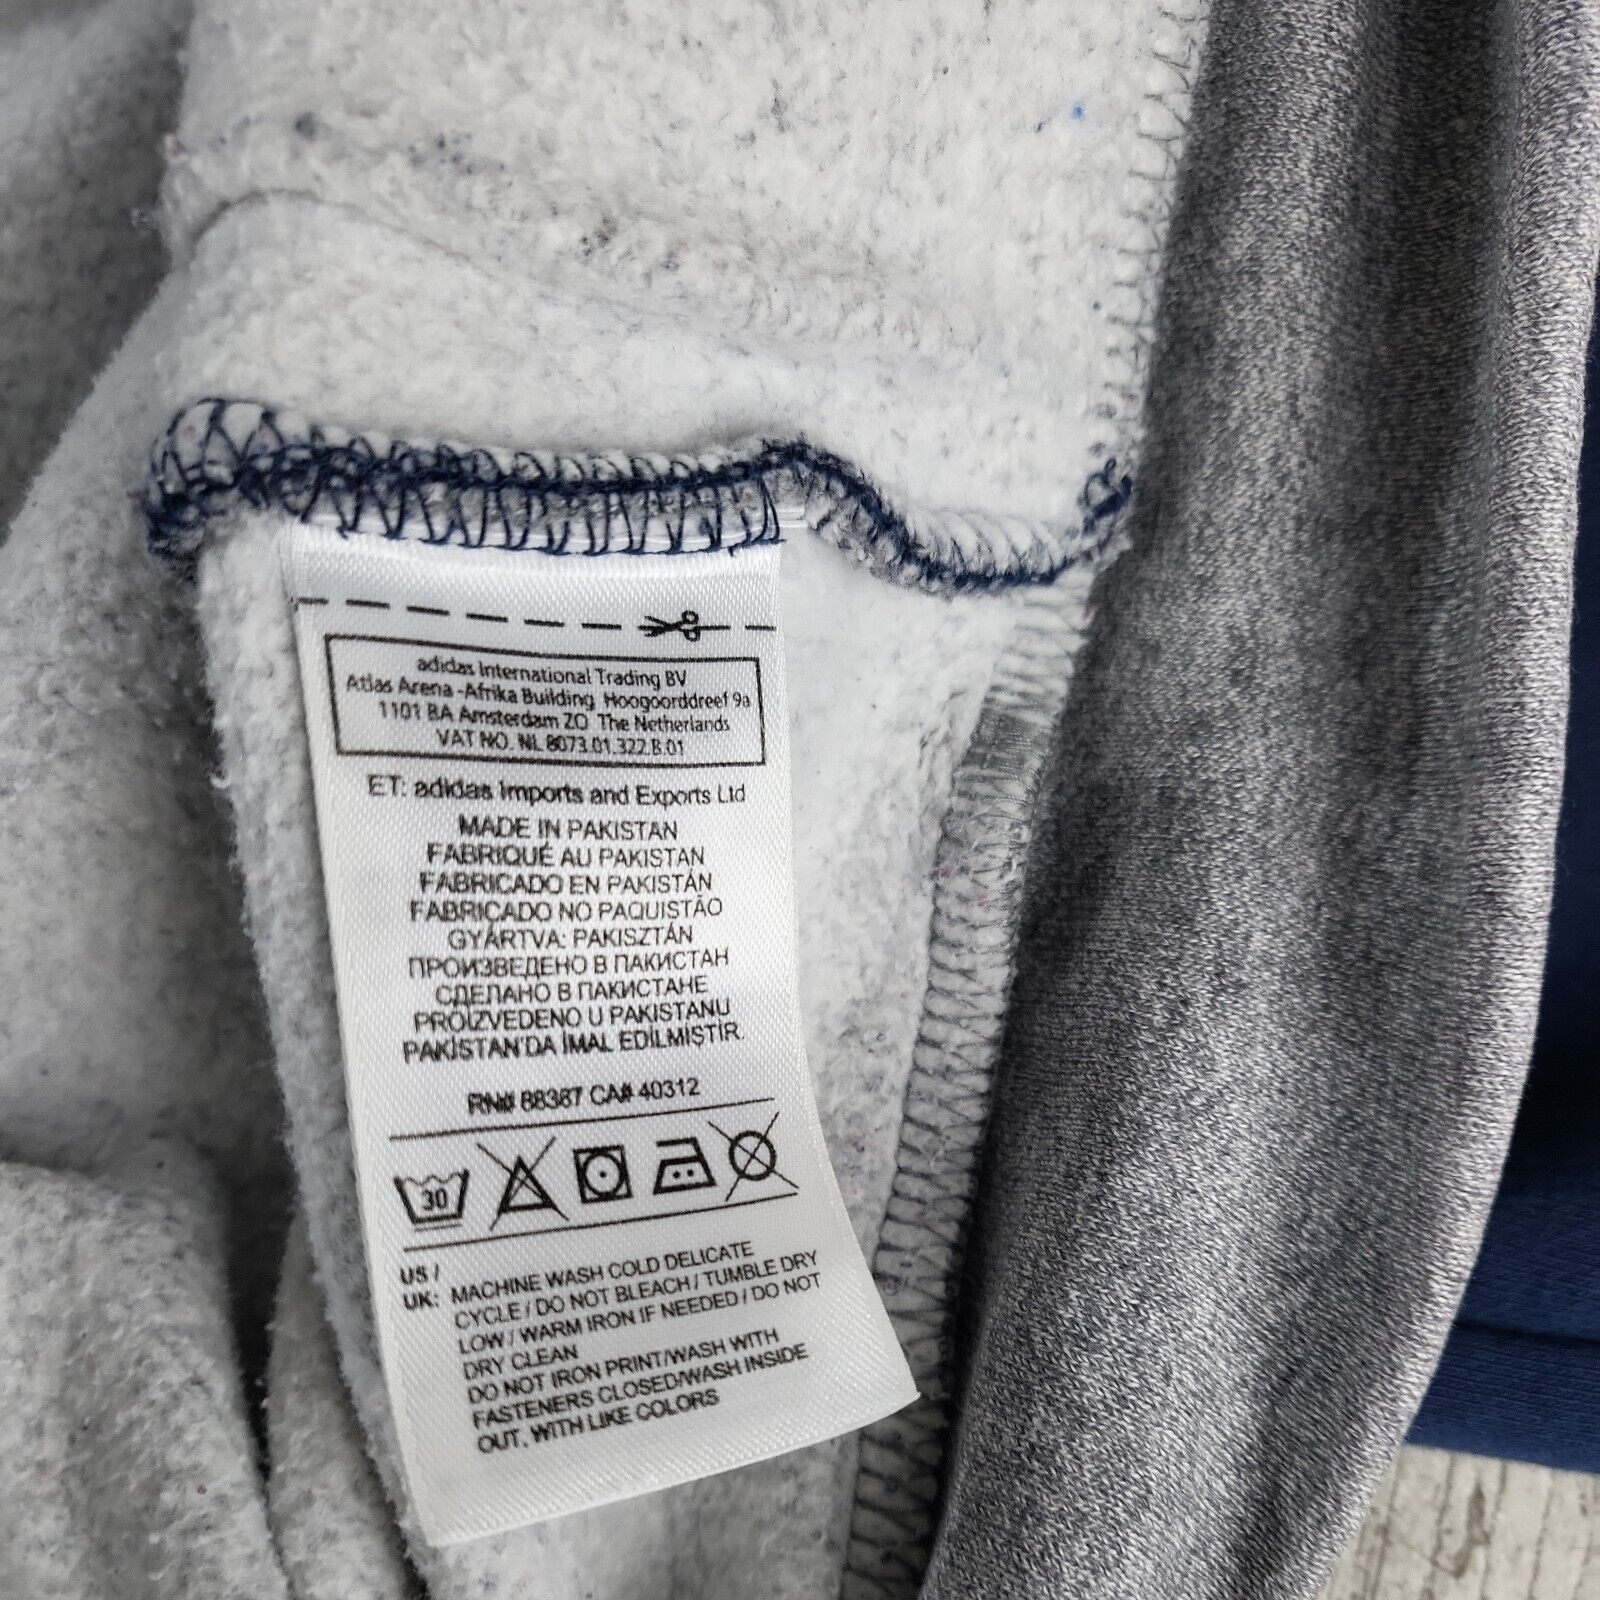 adidas International Trading BV
Atlas Arena -Afrika Building Hoogoorddreef 9a
1101 BA Amsterdam ZO The Netherlands
VAT NO. NL 8073.01.322.B.01
ET: adidas Imports and Exports Ltd
MADE IN PAKISTAN
FABRIQUÉ AU PAKISTAN
FABRICADO EN PAKISTÁN
FABRICADO NO PAQUISTÃO
GYÁRTVA: PAKISZTÁN
ПРОИЗВЕДЕНО В ПАКИСТАН
СДЕЛАНО В ПАКИСТАНЕ
PROIZVEDENO U PAKISTANU
PAKİSTAN'DA İMAL EDİLMİŞTİR.
RN# 88387 CA# 40312
30
US /
UK: MACHINE WASH COLD DELICATE
CYCLE / DO NOT BLEACH / TUMBLE DRY
LOW / WARM IRON IF NEEDED / DO NOT
DRY CLEAN
DO NOT IRON PRINT/WASH WITH
FASTENERS CLOSED/WASH INSIDE
OUT, WITH LIKE COLORS